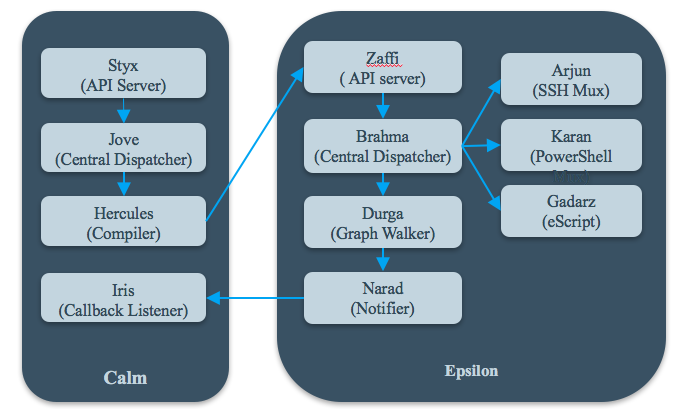 Styx
(API Server)
Jove
(Central Dispatcher)
Hercules
(Compiler)
Iris
(Callback Listener)
Calm
Zaffi
( API server)
Brahma
(Central Dispatcher)
Durga
(Graph Walker)
Narad
(Notifier)
Arjun
(SSH Mux)
Karan
(PowerShell
Gadarz
(eScript)
Epsilon